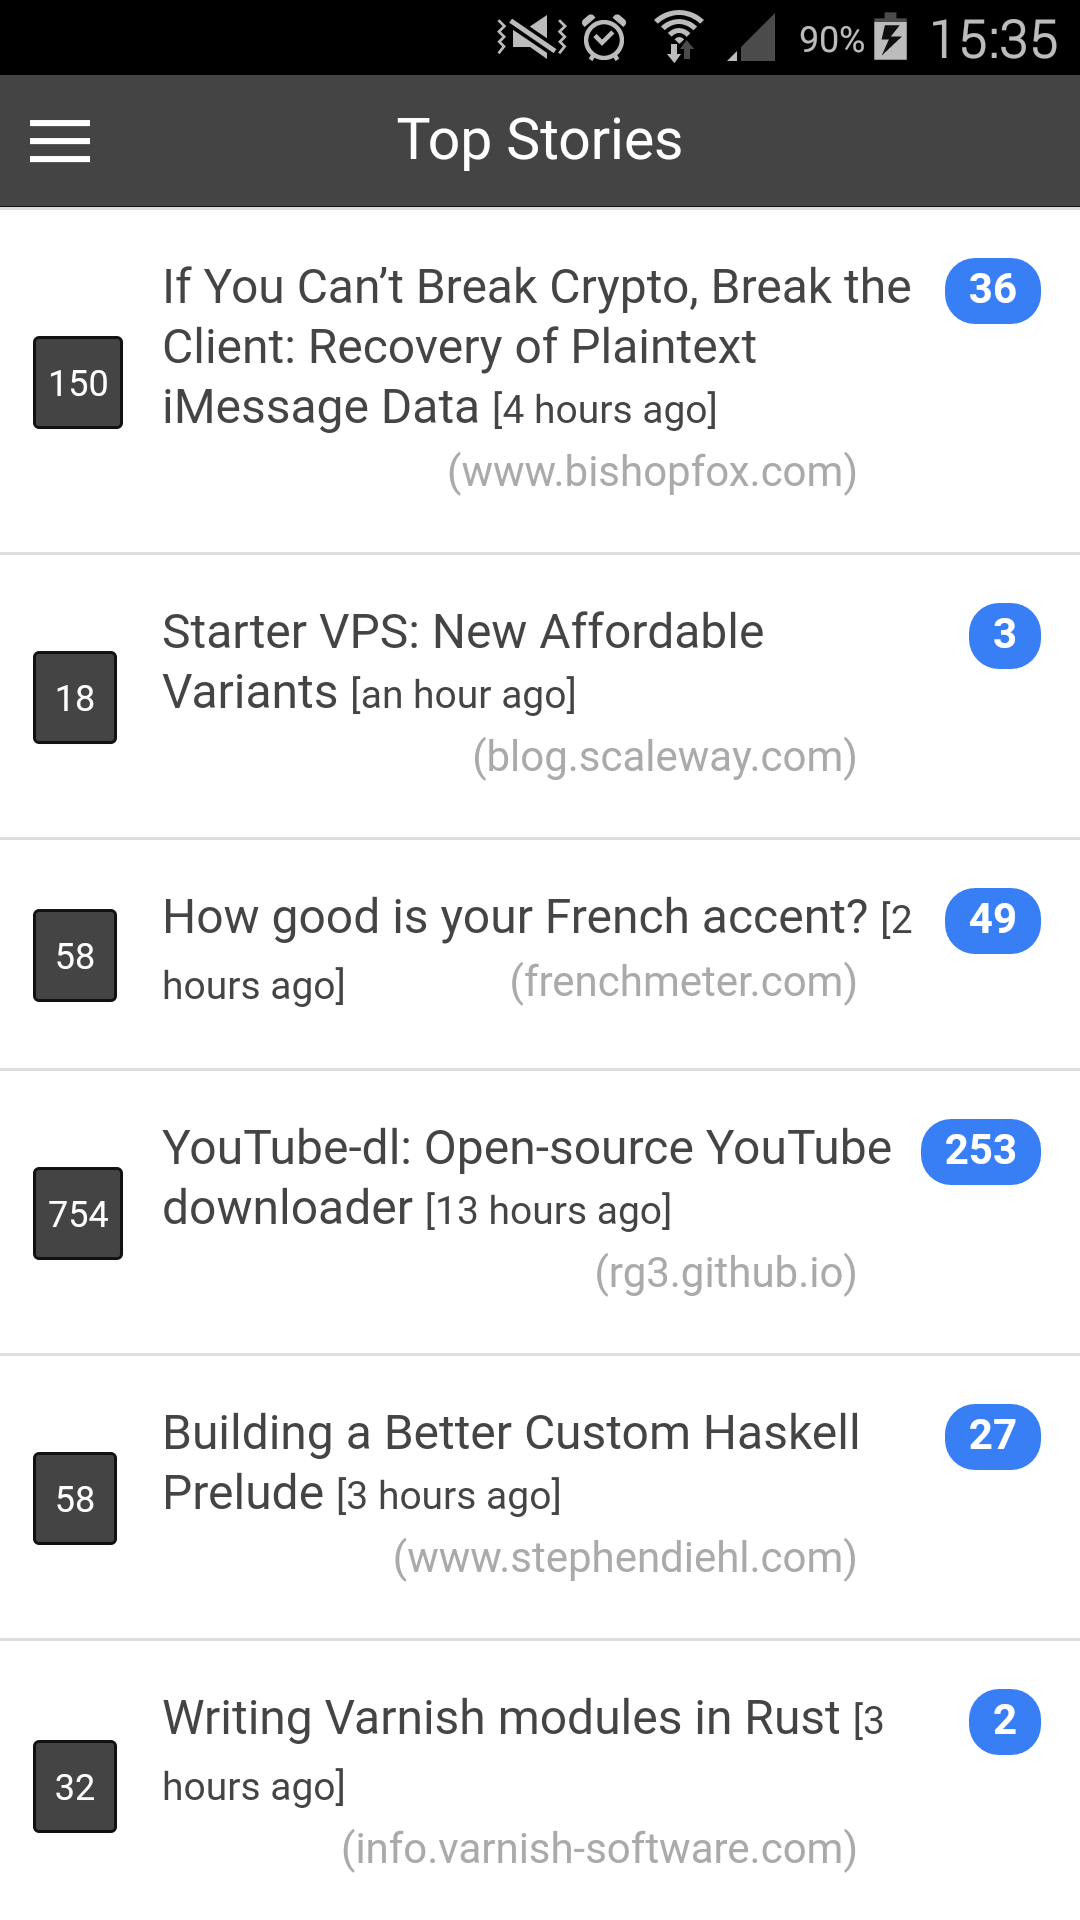 90% 15:35
Top Stories
If You Can’t Break Crypto, Break the
36
Client: Recovery of Plaintext
150
iMessage Data [4 hours ago]
(www.bishopfox.com)
Starter VPS: New Affordable
3
18
Variants [an hour ago]
(blog.scaleway.com)
How good is your French accent? [2
49
58
hours ago] (frenchmeter.com)
YouTube-dl: Open-source YouTube
253
754
downloader [13 hours ago]
(rg3.github.io)
Building a Better Custom Haskell
27
58
Prelude [3 hours ago]
(www.stephendiehl.com)
Writing Varnish modules in Rust [3
2
32
hours ago]
(info.varnish-software.com)